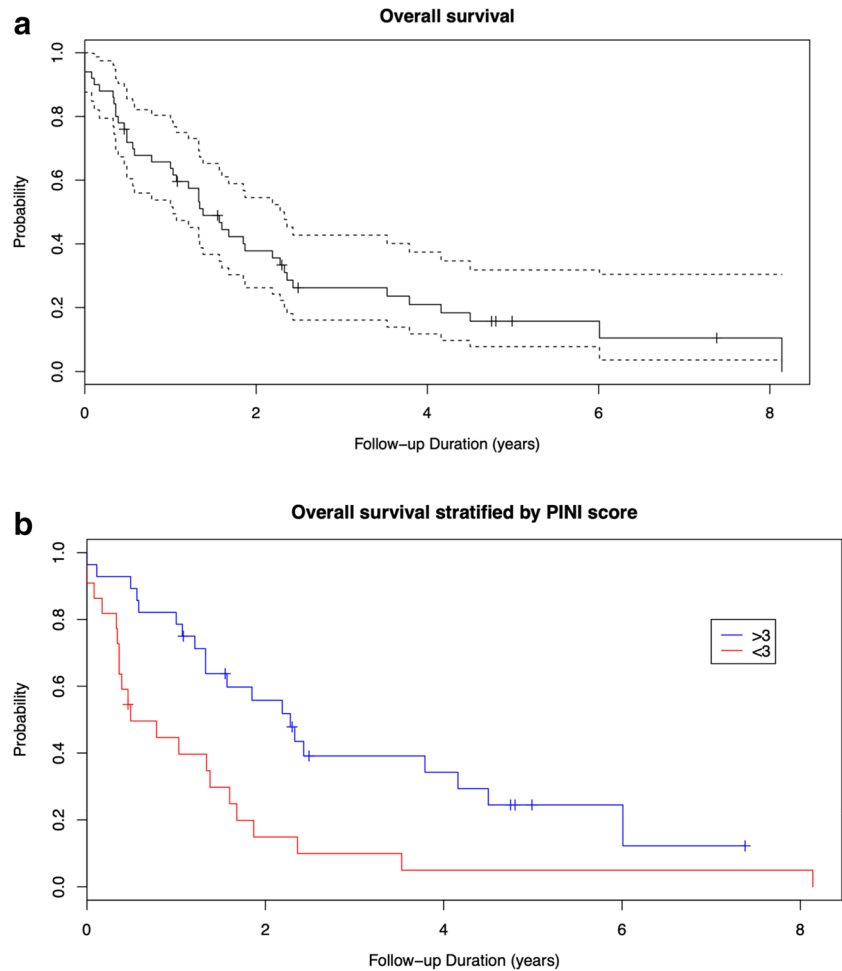 a
Overall survival
Probability
1.0
0.8
0.6
0.4
0.2
0.0
0 2 4 6 8
Follow-up Duration (years)
b
Overall survival stratified by PINI score
Probability
1.0
0.8
0.6
0.4
0.2
0.0
>3
<3
0 2 4 6 8
Follow-up Duration (years)